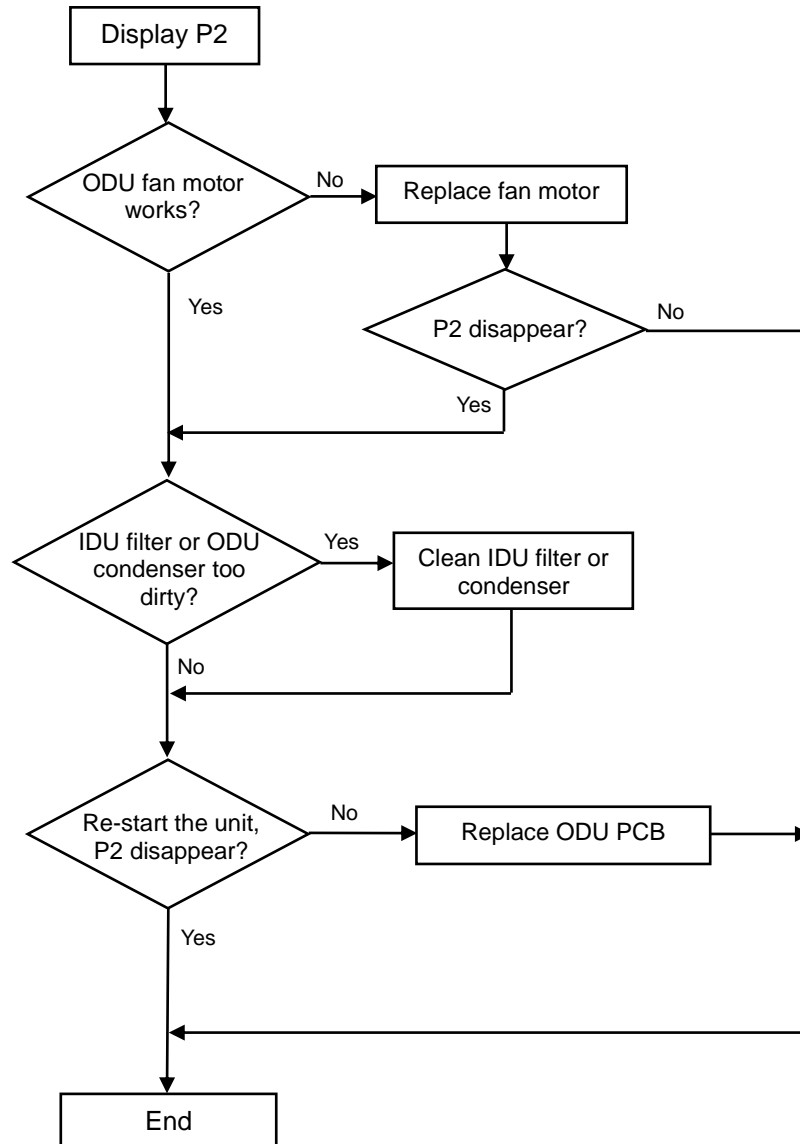 Display P2
ODU fan motor
works?
No
Replace fan motor
Yes
P2 disappear?
No
Yes
IDU filter or ODU
condenser too
dirty?
Yes
Clean IDU filter or
condenser
No
Re-start the unit,
P2 disappear?
No
Replace ODU PCB
Yes
End